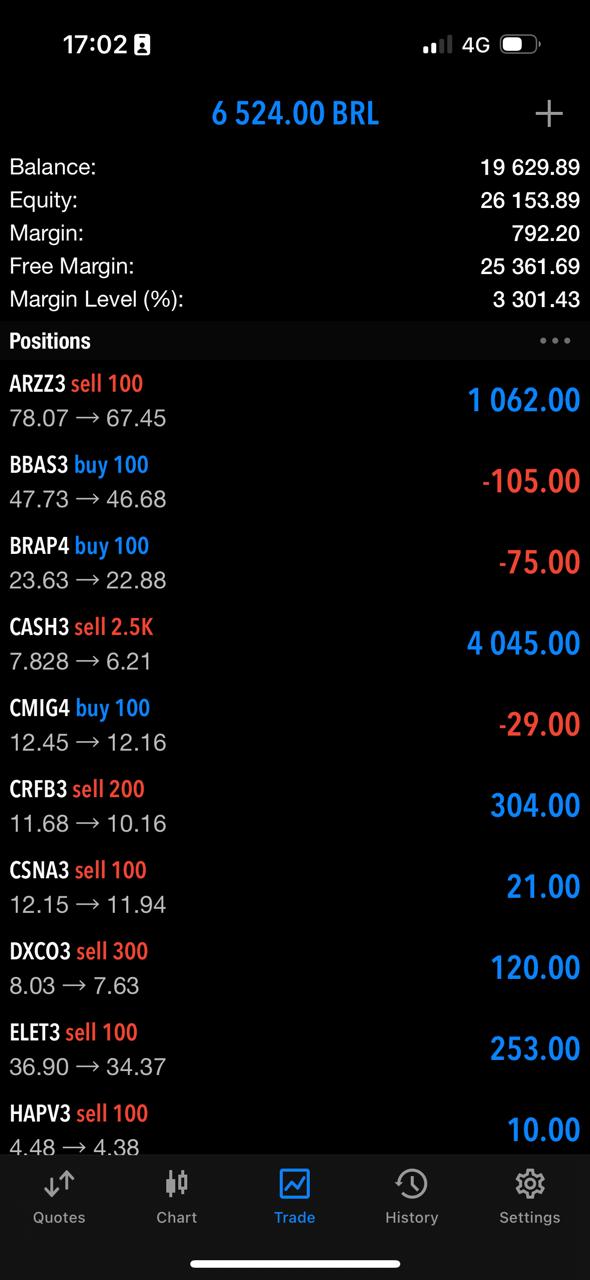 17:02 4G
6 524.00 BRL
Balance: 19 629.89
Equity: 26 153.89
Margin: 792.20
Free Margin: 25 361.69
Margin Level (%): 3 301.43
Positions
ARZZ3 sell 100 1 062.00
78.07 → 67.45
BBAS3 buy 100 -105.00
47.73 → 46.68
BRAP4 buy 100 -75.00
23.63 → 22.88
CASH3 sell 2.5K 4 045.00
7.828 → 6.21
CMIG4 buy 100 -29.00
12.45 → 12.16
CRFB3 sell 200 304.00
11.68 → 10.16
CSNA3 sell 100 21.00
12.15 → 11.94
DXCO3 sell 300 120.00
8.03 → 7.63
ELET3 sell 100 253.00
36.90 → 34.37
HAPV3 sell 100 10.00
4.48 → 4.38
Quotes Chart Trade History Settings